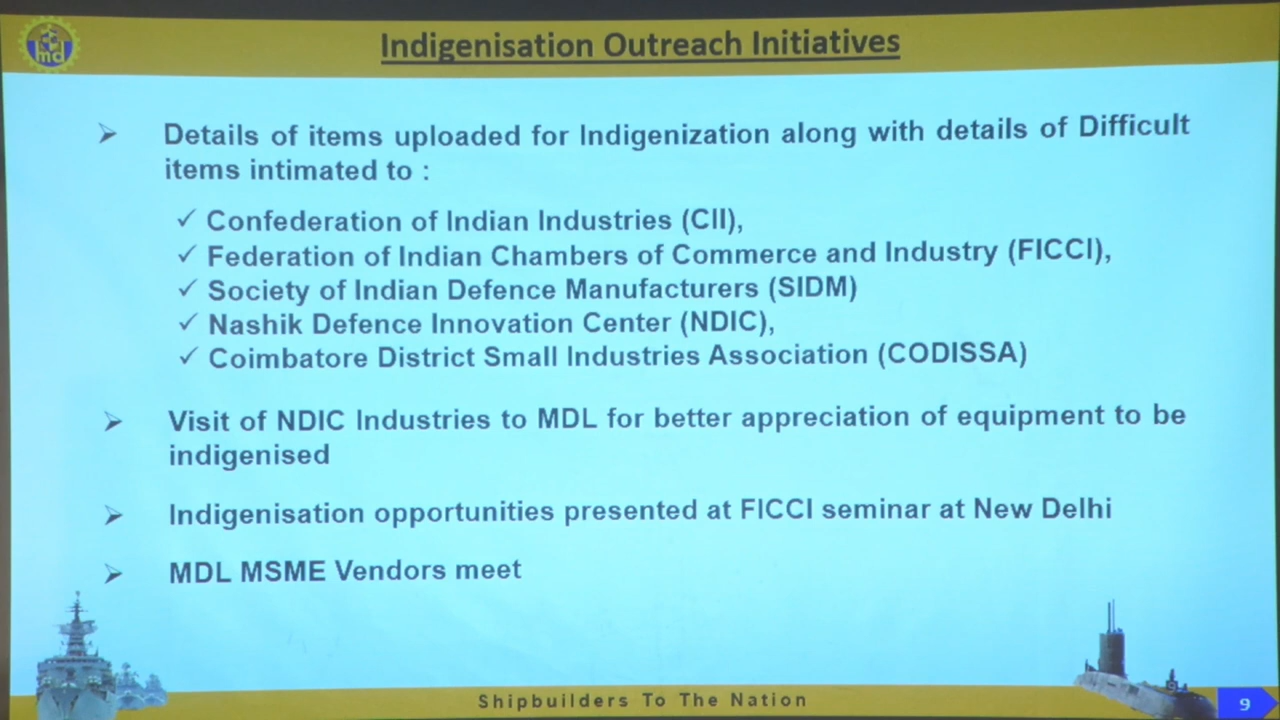 Indigenisation Outreach Initiatives
➢ Details of items uploaded for Indigenization along with details of Difficult
items intimated to :
✓ Confederation of Indian Industries (CII),
✓ Federation of Indian Chambers of Commerce and Industry (FICCI),
✓ Society of Indian Defence Manufacturers (SIDM)
✓ Nashik Defence Innovation Center (NDIC),
✓ Coimbatore District Small Industries Association (CODISSA)
➢ Visit of NDIC Industries to MDL for better appreciation of equipment to be
indigenised
➢ Indigenisation opportunities presented at FICCI seminar at New Delhi
➢ MDL MSME Vendors meet
Shipbuilders To The Nation
9